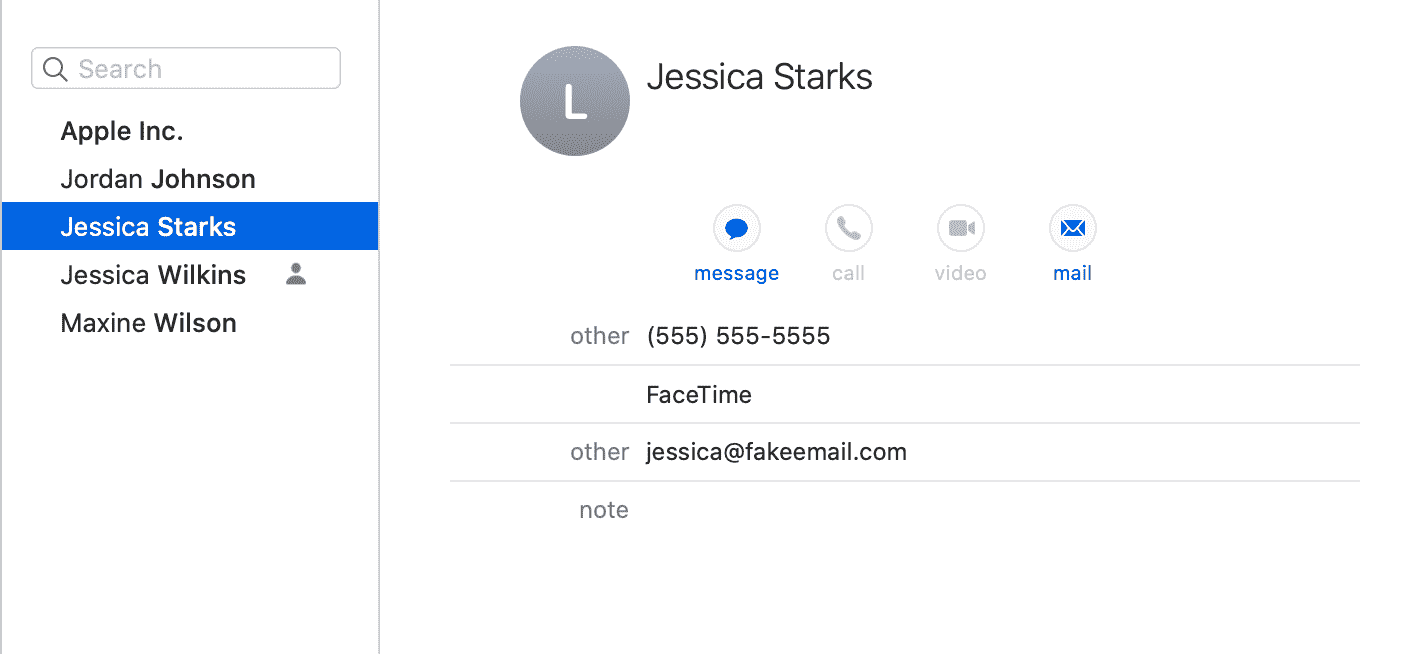 Search
Apple Inc.
Jordan Johnson
Jessica Starks
Jessica Wilkins
Maxine Wilson
L
Jessica Starks
message call video mail
other (555) 555-5555
FaceTime
other jessica@fakeemail.com
note